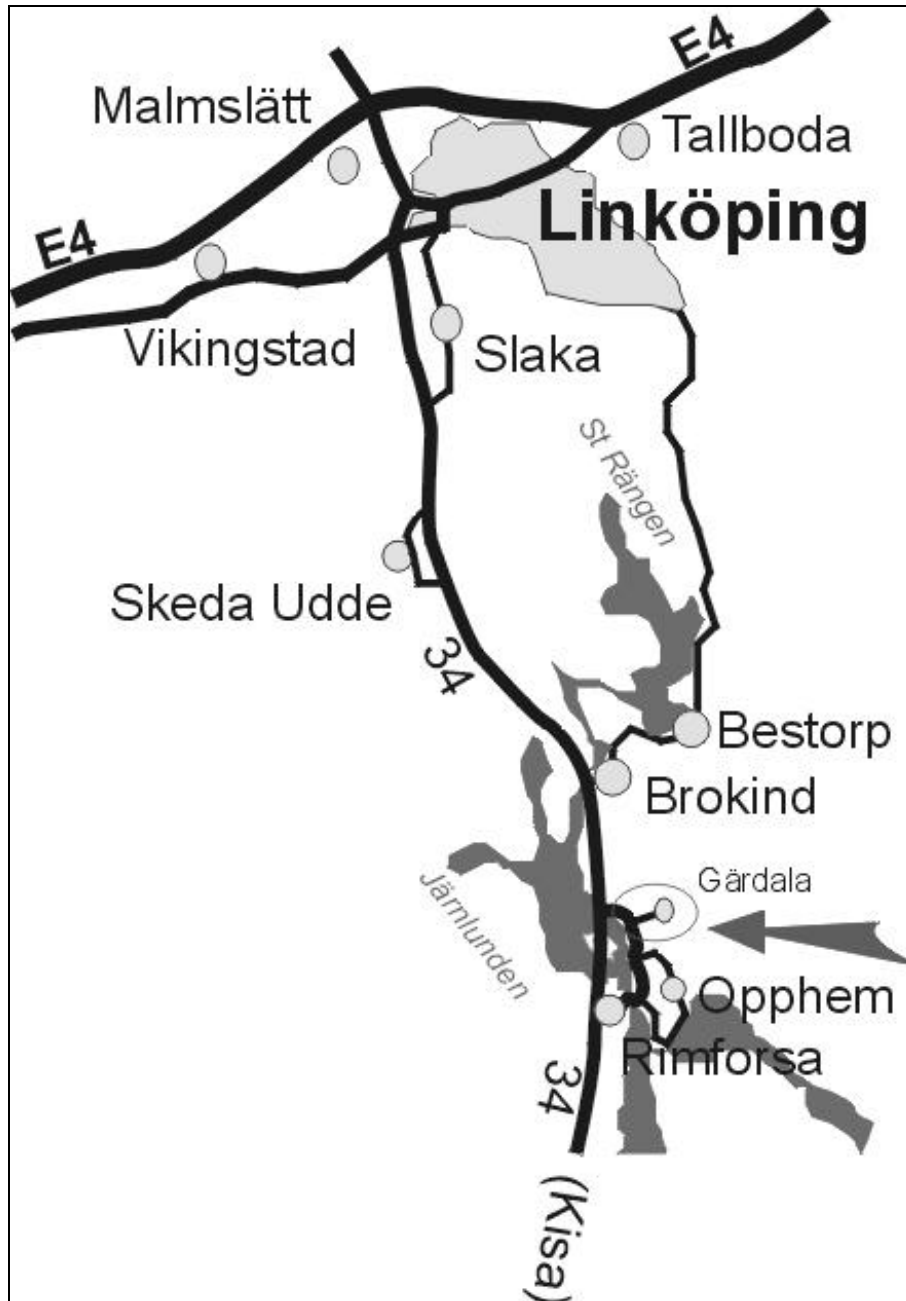 E4
Malmslätt
Tallboda
Linköping
E4
Vikingstad
Slaka
St Rängen
Skeda Udde
34
Bestorp
Brokind
Gärdala
Järnlunden
Opphem
Rimforsa
34
(Kisa)